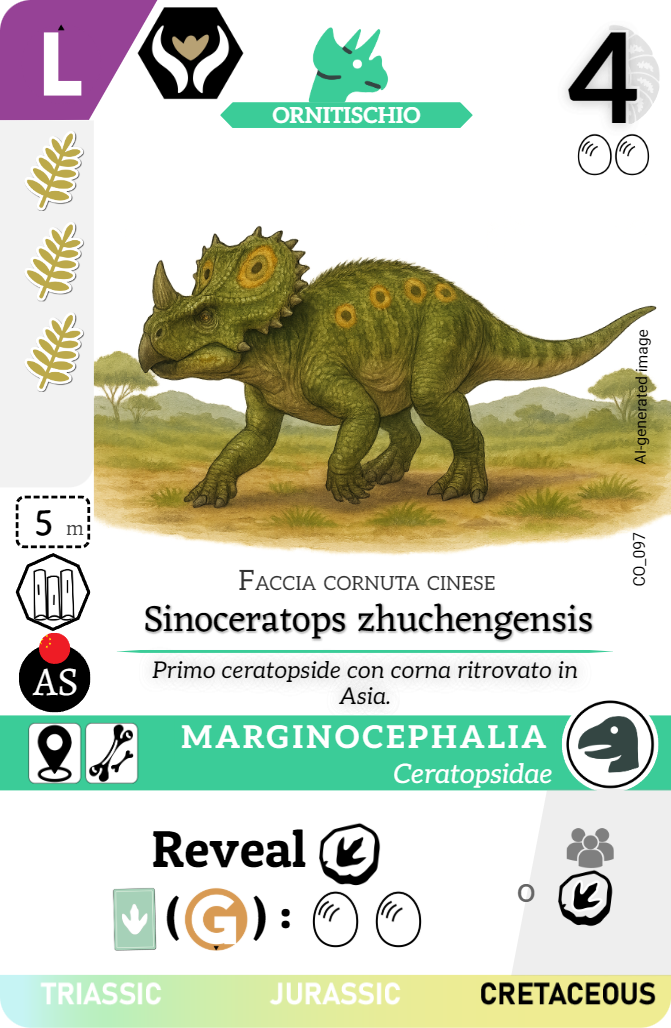 L
ORNITISCHIO
4
5 m
AI-generated image
CO_097
AS
Faccia cornuta cinese
Sinoceratops zhuchengensis
Primo ceratopside con corna ritrovato in
Asia.
MARGINOCEPHALIA
Ceratopsidae
Reveal
(G):
O
TRIASSIC JURASSIC CRETACEOUS